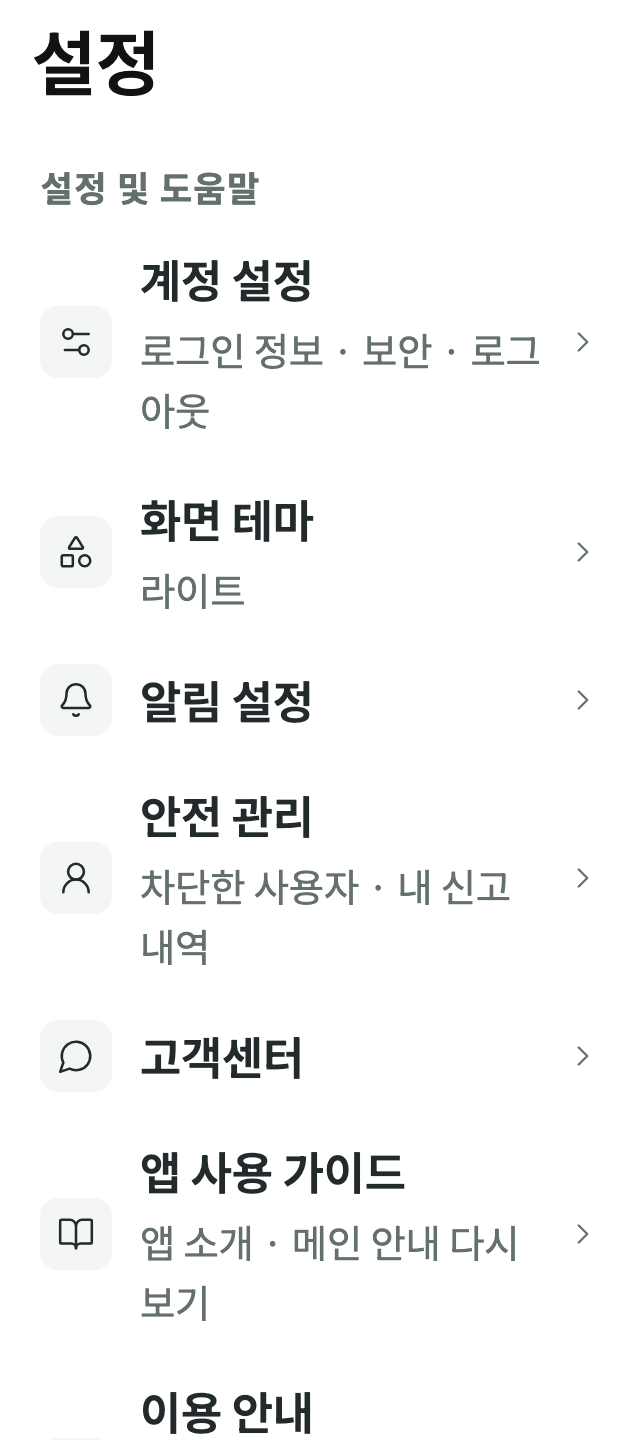 설정
설정 및 도움말
계정 설정
로그인 정보 · 보안 · 로그
아웃
화면 테마
라이트
알림 설정
안전 관리
차단한 사용자 · 내 신고
내역
고객센터
앱 사용 가이드
앱 소개 · 메인 안내 다시
보기
이용 안내